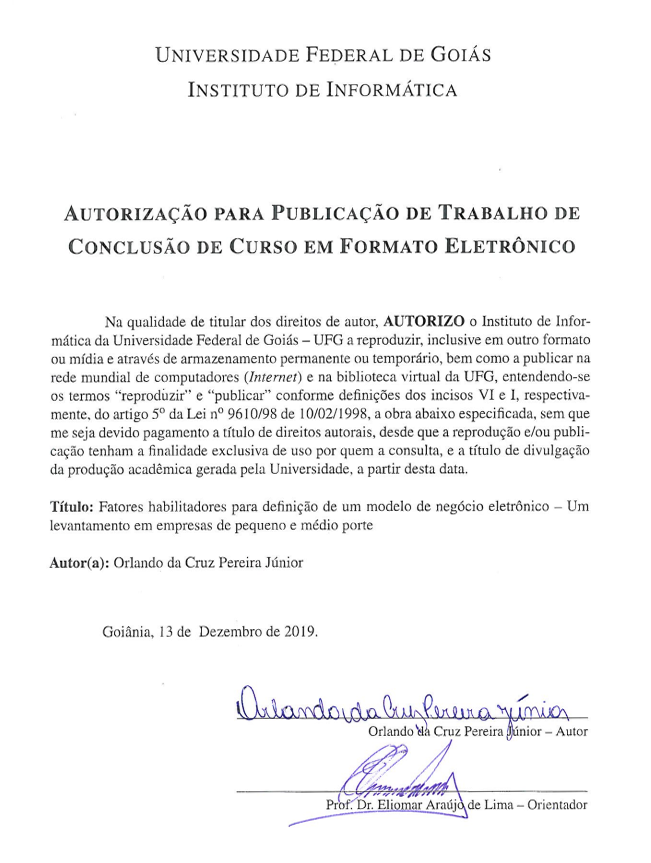 UNIVERSIDADE FEDERAL DE GOIÁS
INSTITUTO DE INFORMÁTICA
AUTORIZAÇÃO PARA PUBLICAÇÃO DE TRABALHO DE
CONCLUSÃO DE CURSO EM FORMATO ELETRÔNICO
Na qualidade de titular dos direitos de autor, AUTORIZO o Instituto de Infor-
mática da Universidade Federal de Goiás – UFG a reproduzir, inclusive em outro formato
ou mídia e através de armazenamento permanente ou temporário, bem como a publicar na
rede mundial de computadores (Internet) e na biblioteca virtual da UFG, entendendo-se
os termos “reproduzir” e “publicar” conforme definições dos incisos VI e I, respectiva-
mente, do artigo 5º da Lei nº 9610/98 de 10/02/1998, a obra abaixo especificada, sem que
me seja devido pagamento a título de direitos autorais, desde que a reprodução e/ou publi-
cação tenham a finalidade exclusiva de uso por quem a consulta, e a título de divulgação
da produção acadêmica gerada pela Universidade, a partir desta data.
Título: Fatores habilitadores para definição de um modelo de negócio eletrônico – Um
levantamento em empresas de pequeno e médio porte
Autor(a): Orlando da Cruz Pereira Júnior
Goiânia, 13 de Dezembro de 2019.
Orlando da Cruz Pereira Júnior
Orlando da Cruz Pereira Júnior – Autor
Prof. Dr. Eliomar Araújo de Lima – Orientador